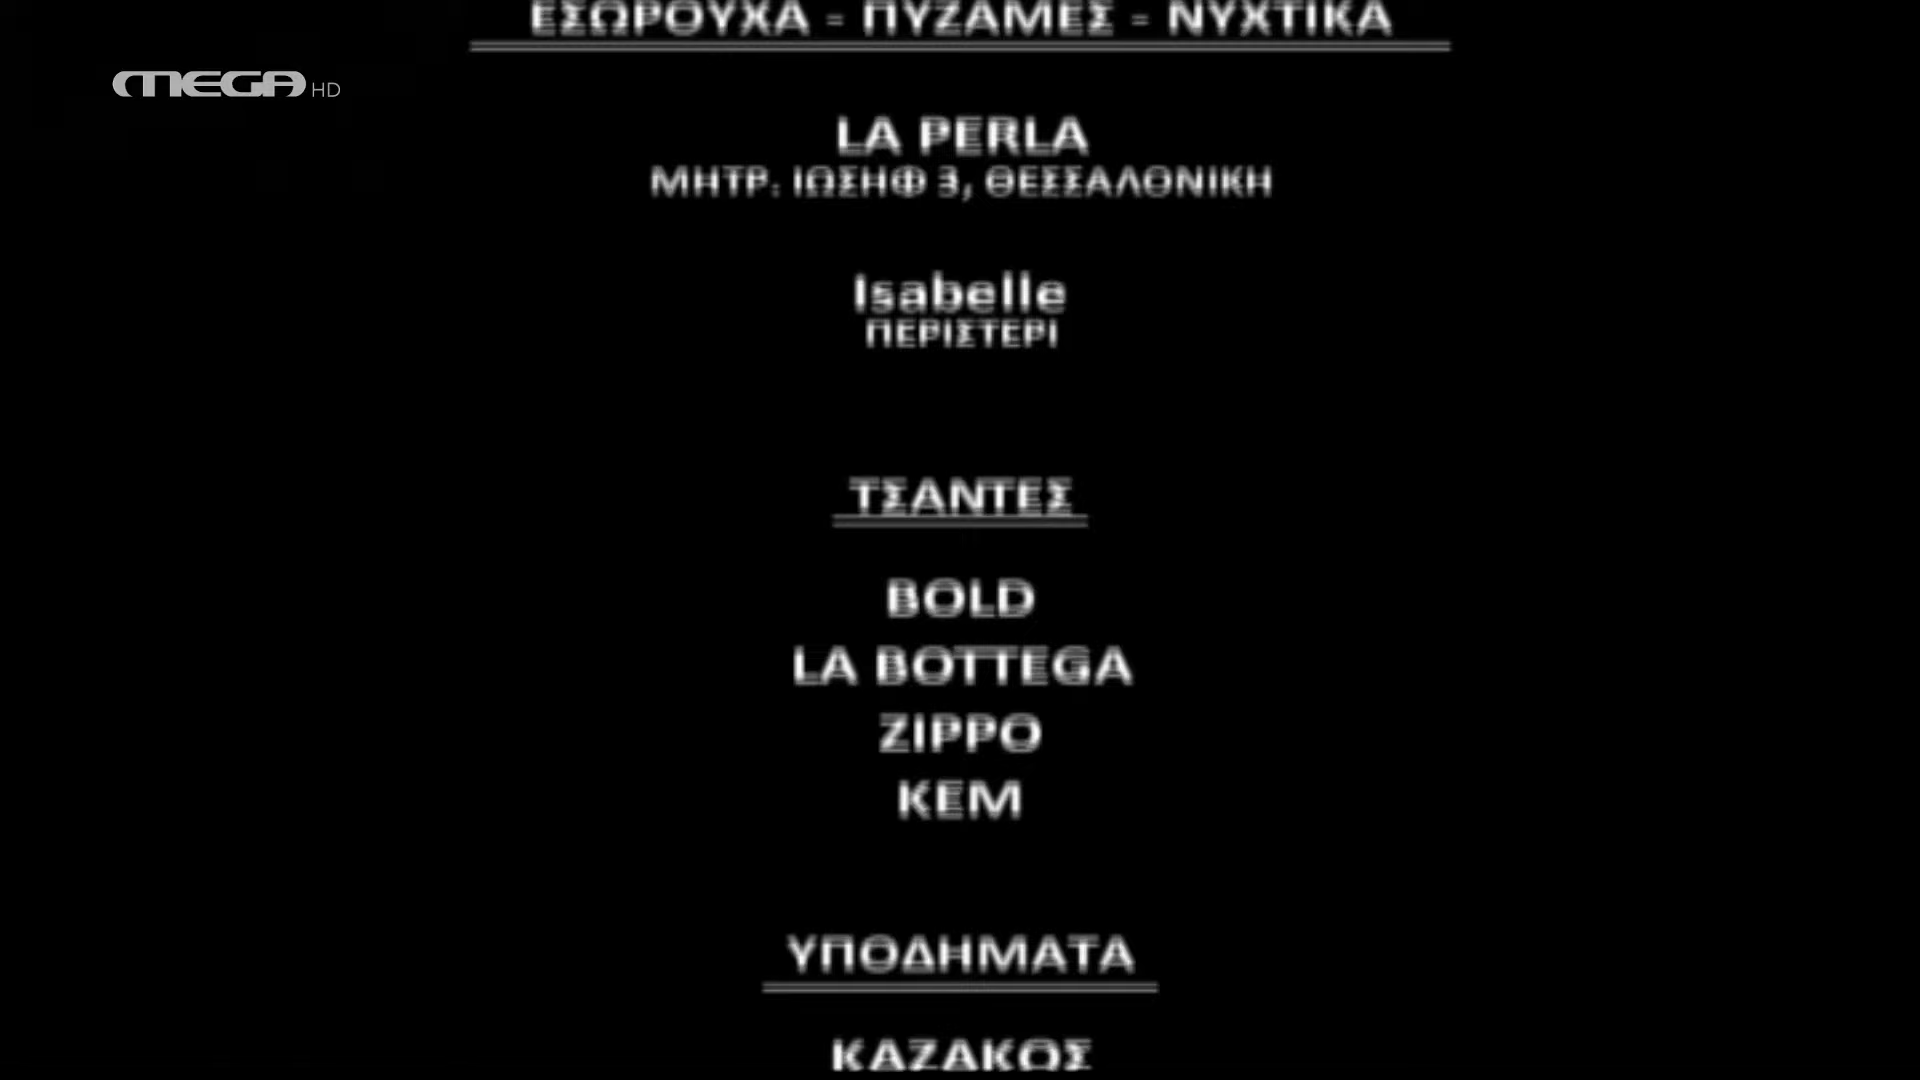 ΕΣΩΡΟΥΧΑ - ΠΥΖΑΜΕΣ - ΝΥΧΤΙΚΑ
MEGA HD
LA PERLA
ΜΗΤΡ. ΙΩΣΗΦ 3, ΘΕΣΣΑΛΟΝΙΚΗ
Isabelle
ΠΕΡΙΣΤΕΡΙ
ΤΣΑΝΤΕΣ
BOLD
LA BOTTEGA
ZIPPO
KEM
ΥΠΟΔΗΜΑΤΑ
ΚΑΖΑΚΟΣ